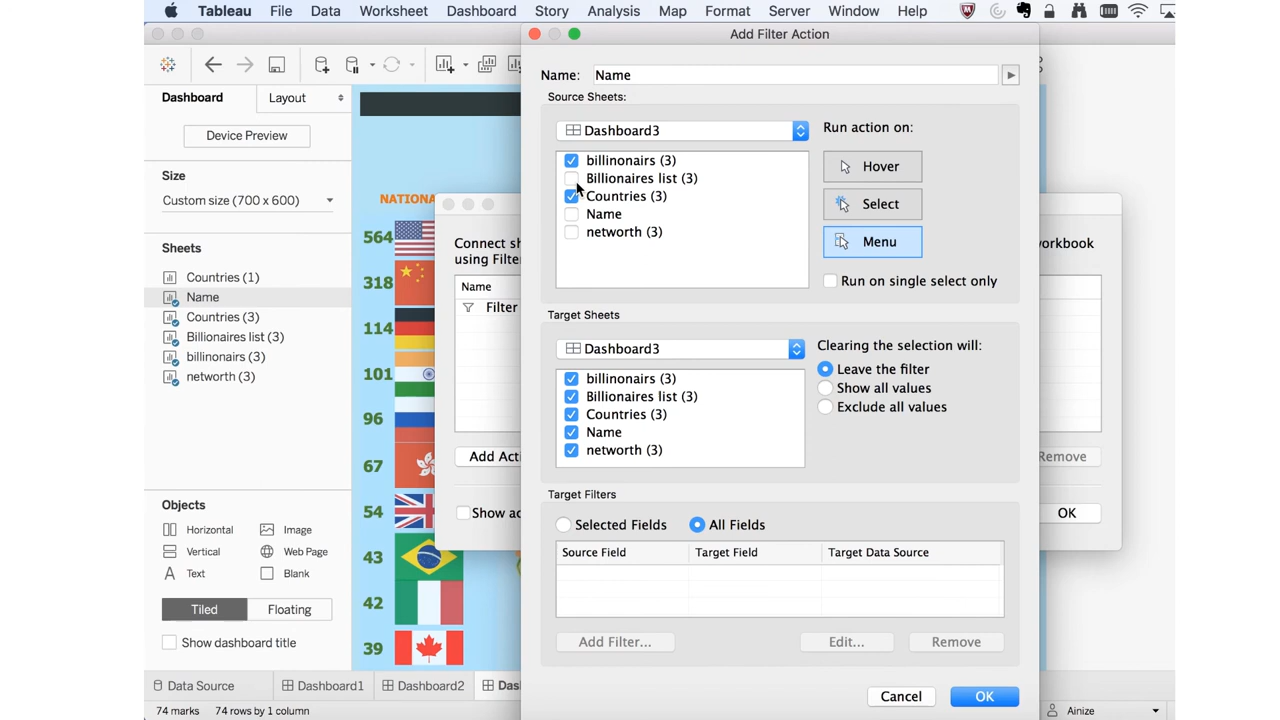 Tableau File Data Worksheet Dashboard Story Analysis Map Format Server Window Help
Add Filter Action
Dashboard
Layout
Device Preview
Size
Custom size (700 x 600)
Sheets
Countries (1)
Name
Countries (3)
Billionaires list (3)
billinonairs (3)
networth (3)
Objects
Horizontal
Image
Vertical
Web Page
Text
Blank
Tiled
Floating
Show dashboard title
NATIONA
564
318
114
101
96
67
54
43
42
39
Connect sh
using Filte
orkbook
Name
Filter
Add Acti
Remove
Show ac
OK
Name: Name
Source Sheets:
Dashboard3
billinonairs (3)
Billionaires list (3)
Countries (3)
Name
networth (3)
Run action on:
Hover
Select
Menu
Run on single select only
Target Sheets
Dashboard3
billinonairs (3)
Billionaires list (3)
Countries (3)
Name
networth (3)
Clearing the selection will:
Leave the filter
Show all values
Exclude all values
Target Filters
Selected Fields
All Fields
Source Field
Target Field
Target Data Source
Add Filter...
Edit...
Remove
Cancel
OK
Data Source
Dashboard1
Dashboard2
Das
74 marks
74 rows by 1 column
Ainize